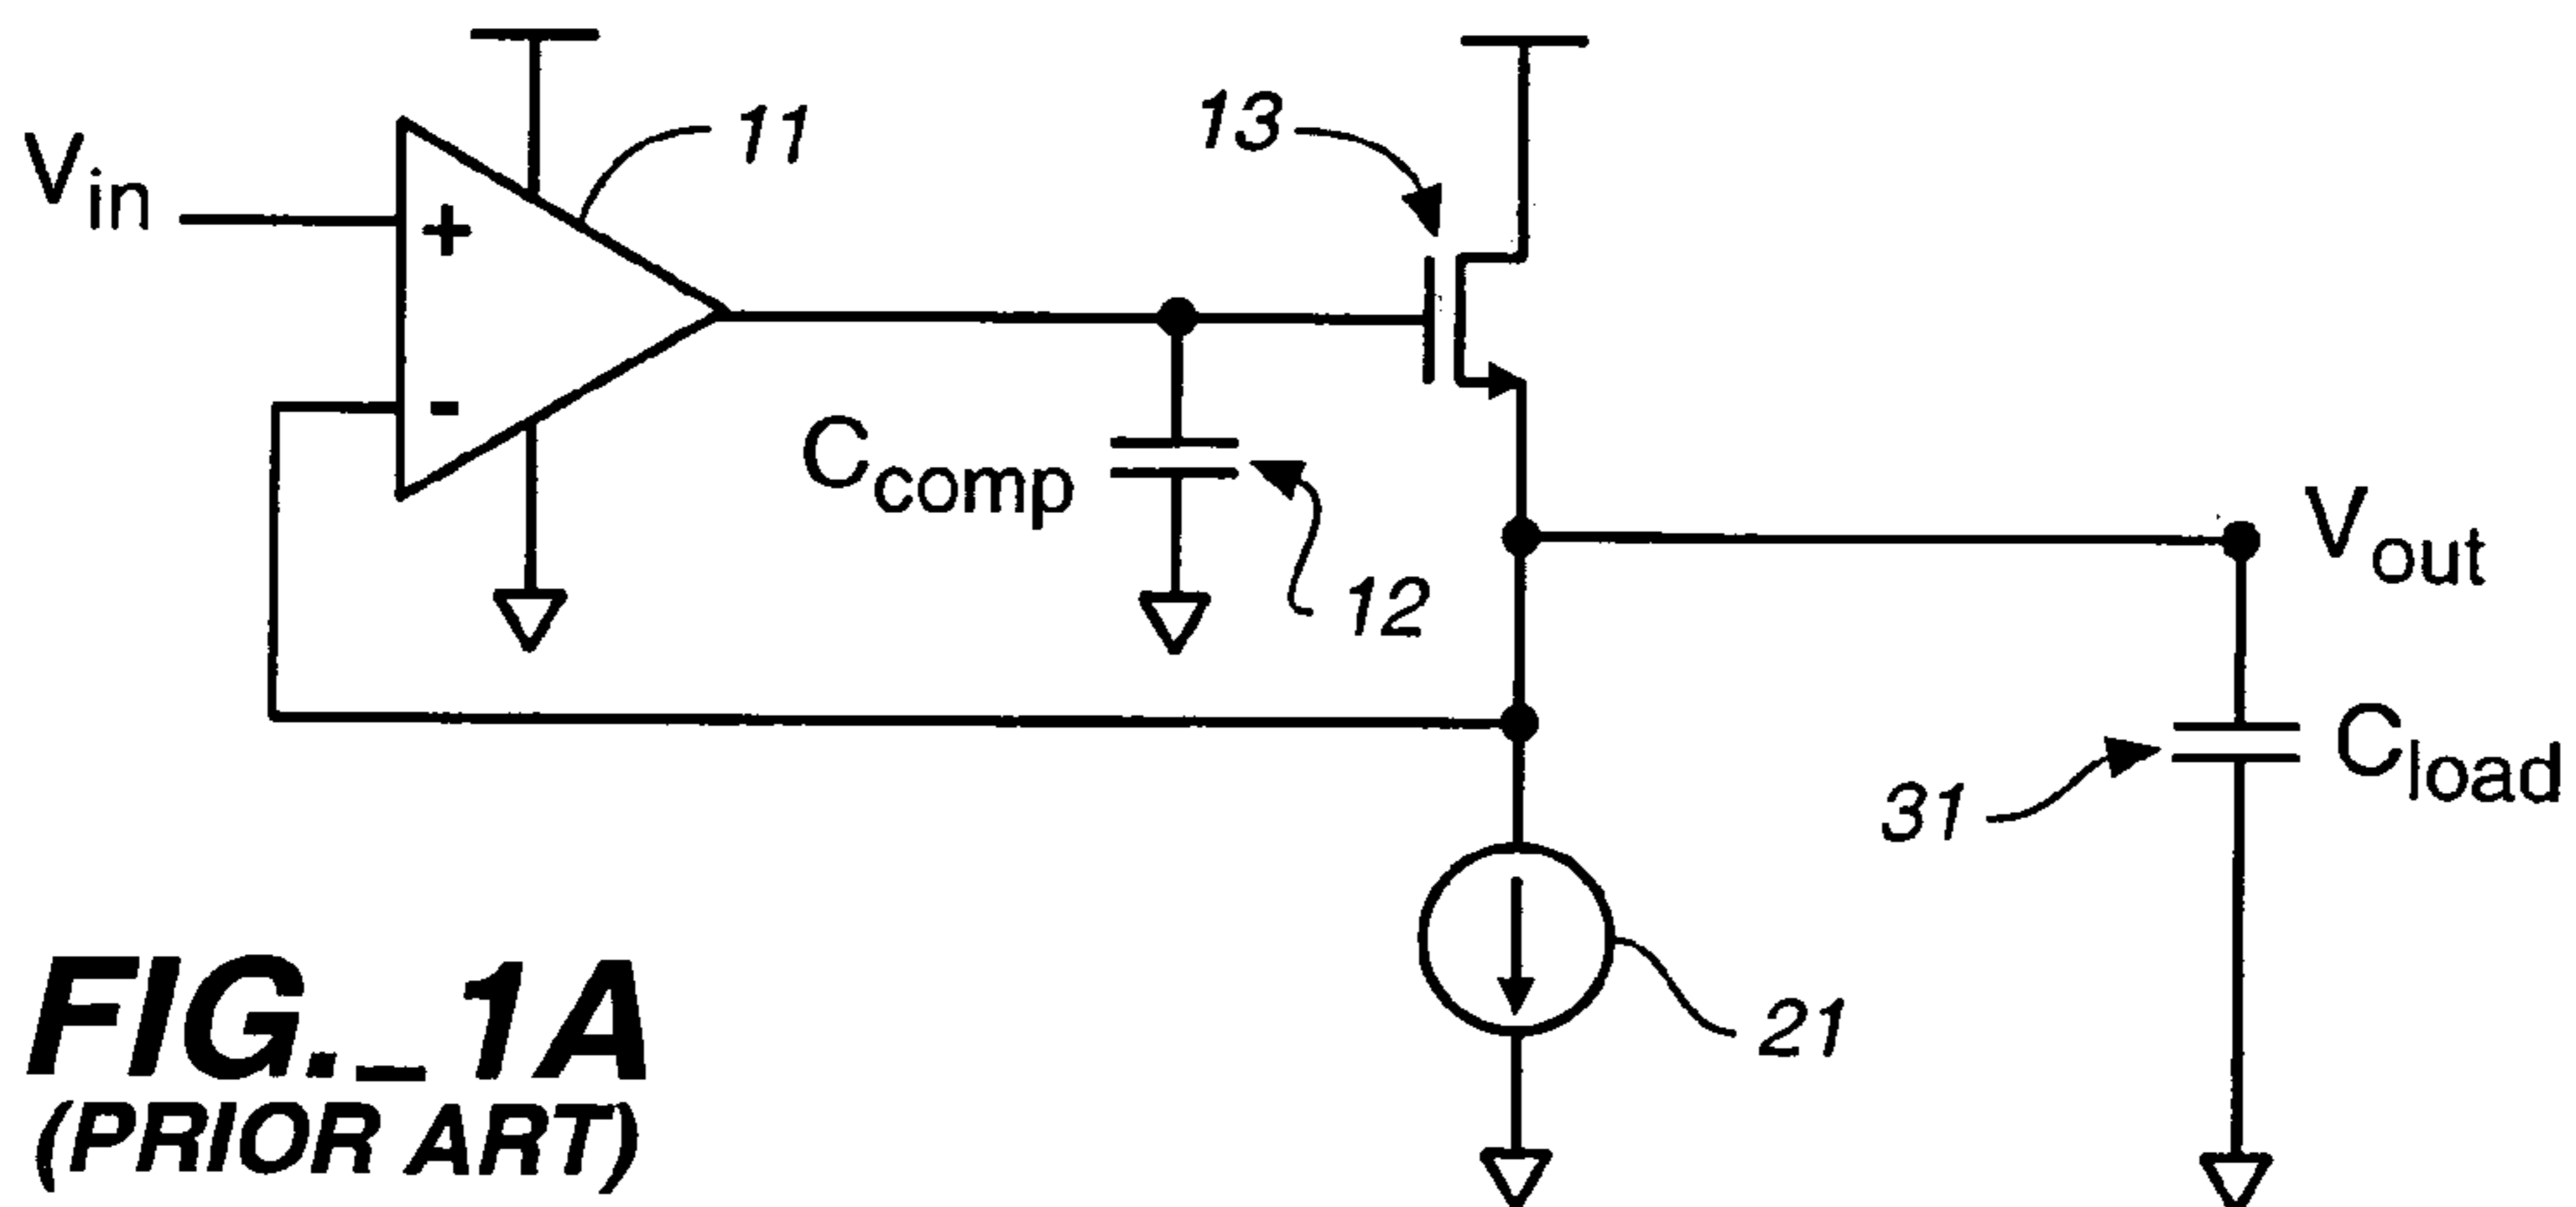 11
13
V_in
+
-
C_comp
12
V_out
C_load
31
21
FIG._1A
(PRIOR ART)